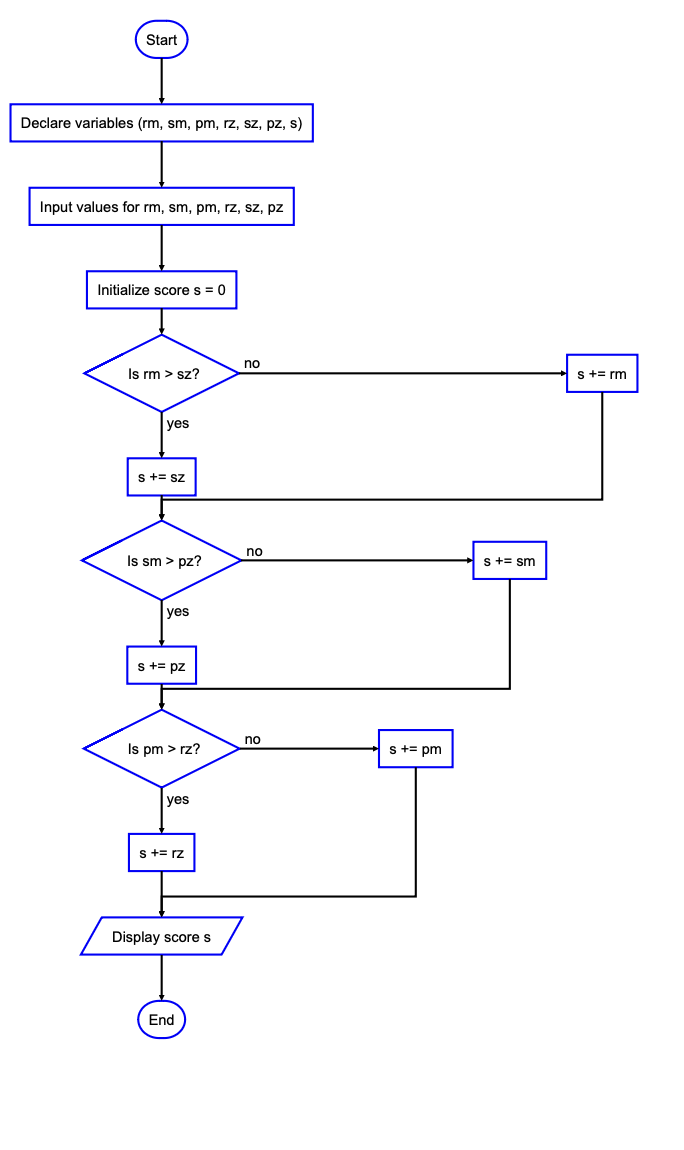 Start
Declare variables (rm, sm, pm, rz, sz, pz, s)
Input values for rm, sm, pm, rz, sz, pz
Initialize score s = 0
Is rm > sz?
no
s += rm
yes
s += sz
Is sm > pz?
no
s += sm
yes
s += pz
Is pm > rz?
no
s += pm
yes
s += rz
Display score s
End